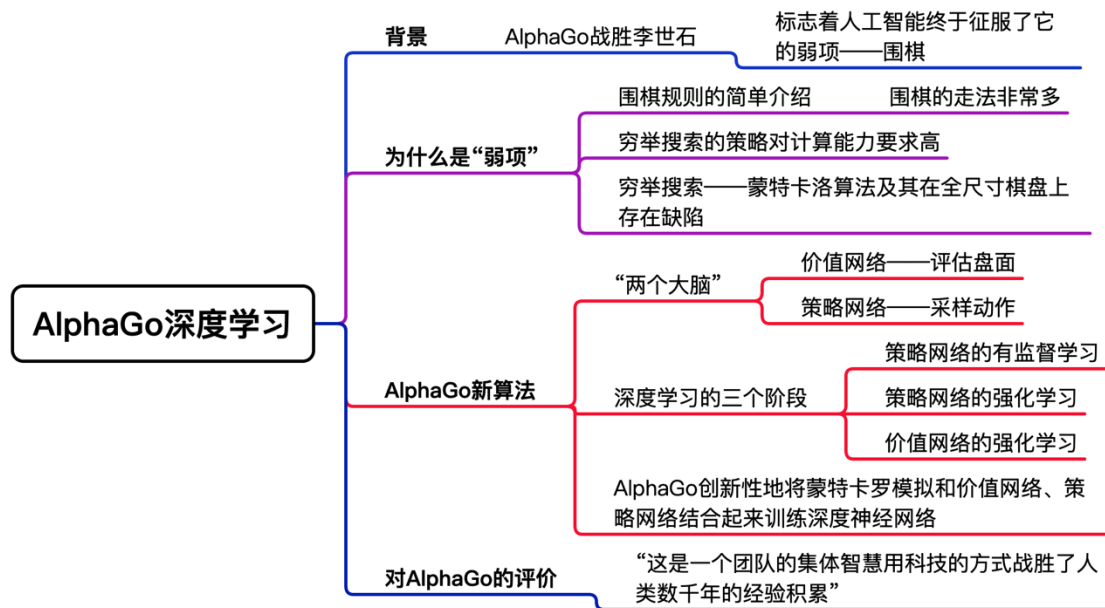 AlphaGo深度学习
背景
AlphaGo战胜李世石
标志着人工智能终于征服了它
的弱项——围棋
为什么是“弱项”
围棋规则的简单介绍
围棋的走法非常多
穷举搜索的策略对计算能力要求高
穷举搜索——蒙特卡洛算法及其在全尺寸棋盘上
存在缺陷
AlphaGo新算法
“两个大脑”
价值网络——评估盘面
策略网络——采样动作
深度学习的三个阶段
策略网络的有监督学习
策略网络的强化学习
价值网络的强化学习
AlphaGo创新性地将蒙特卡罗模拟和价值网络、策
略网络结合起来训练深度神经网络
对AlphaGo的评价
“这是一个团队的集体智慧用科技的方式战胜了人
类数千年的经验积累”